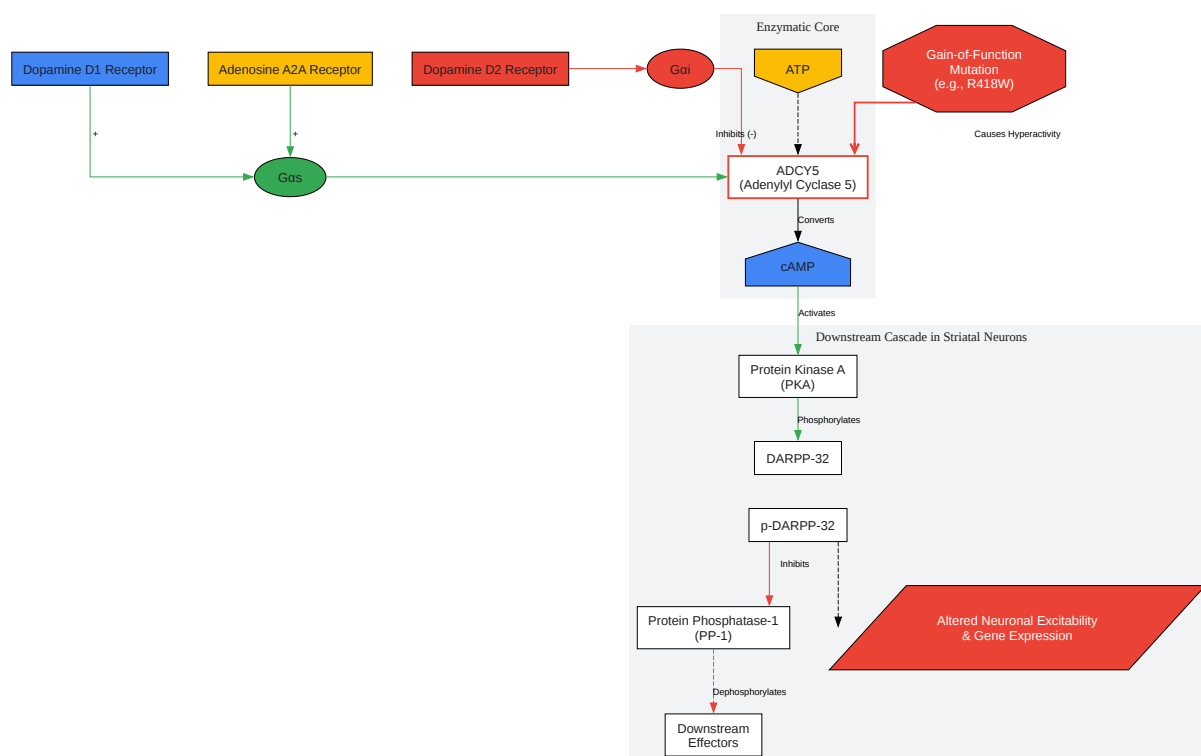 Enzymatic Core
Dopamine D1 Receptor
Adenosine A2A Receptor
Dopamine D2 Receptor
Gαi
ATP
Gain-of-Function
Mutation
(e.g., R418W)
+
+
Inhibits (-)
Causes Hyperactivity
Gαs
ADCY5
(Adenylyl Cyclase 5)
Converts
cAMP
Activates
Downstream Cascade in Striatal Neurons
Protein Kinase A
(PKA)
Phosphorylates
DARPP-32
p-DARPP-32
Inhibits
Protein Phosphatase-1
(PP-1)
Altered Neuronal Excitability
& Gene Expression
Dephosphorylates
Downstream
Effectors